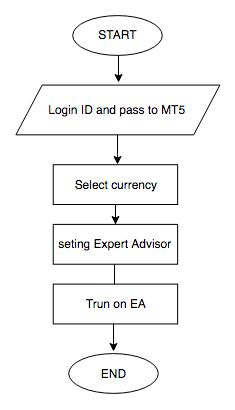 START
Login ID and pass to MT5
Select currency
seting Expert Advisor
Trun on EA
END